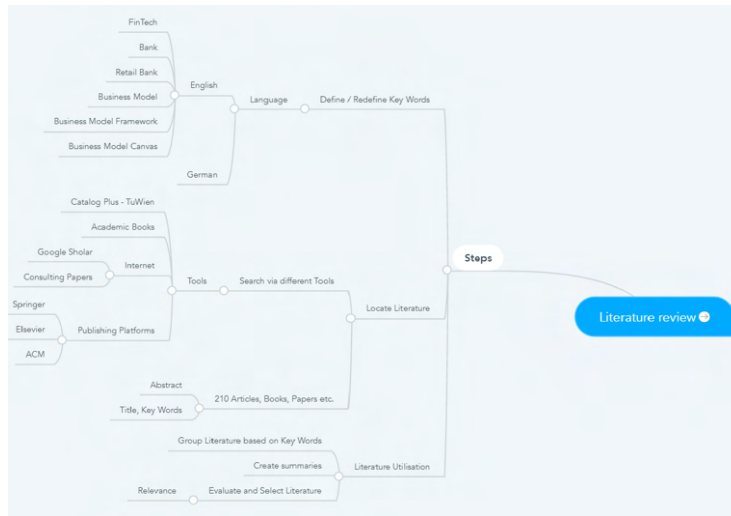 FinTech
Bank
Retail Bank
Business Model
Business Model Framework
Business Model Canvas
English
German
Language
Define / Redefine Key Words
Catalog Plus - TuWien
Academic Books
Google Sholar
Consulting Papers
Internet
Springer
Elsevier
ACM
Publishing Platforms
Tools
Search via different Tools
Abstract
Title, Key Words
210 Articles, Books, Papers etc.
Locate Literature
Group Literature based on Key Words
Create summaries
Relevance
Evaluate and Select Literature
Literature Utilisation
Steps
Literature review